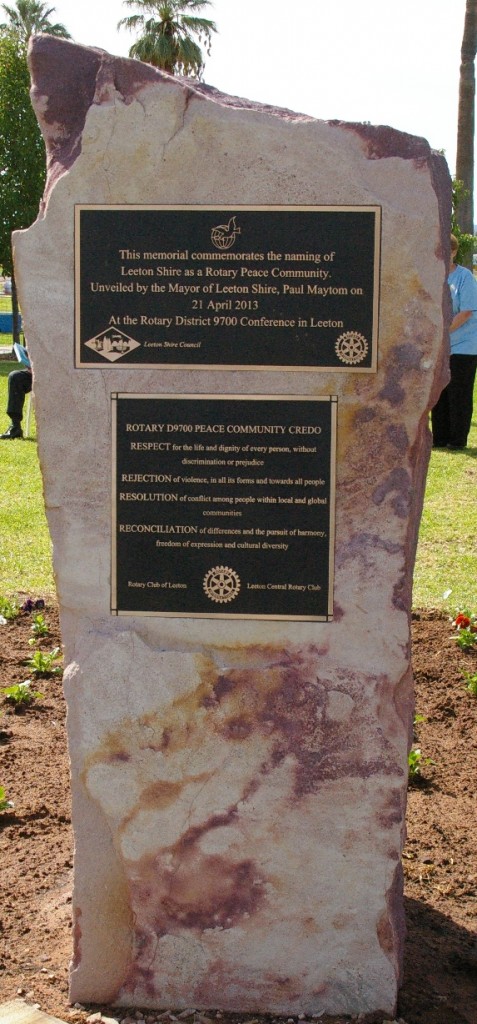 This memorial commemorates the naming of
Leeton Shire as a Rotary Peace Community.
Unveiled by the Mayor of Leeton Shire, Paul Maytom on
21 April 2013
At the Rotary District 9700 Conference in Leeton
Leeton Shire Council
ROTARY D9700 PEACE COMMUNITY CREDO
RESPECT for the life and dignity of every person, without
discrimination or prejudice
REJECTION of violence, in all its forms and towards all people
RESOLUTION of conflict among people within local and global
communities
RECONCILIATION of differences and the pursuit of harmony,
freedom of expression and cultural diversity
Rotary Club of Leeton Leeton Central Rotary Club